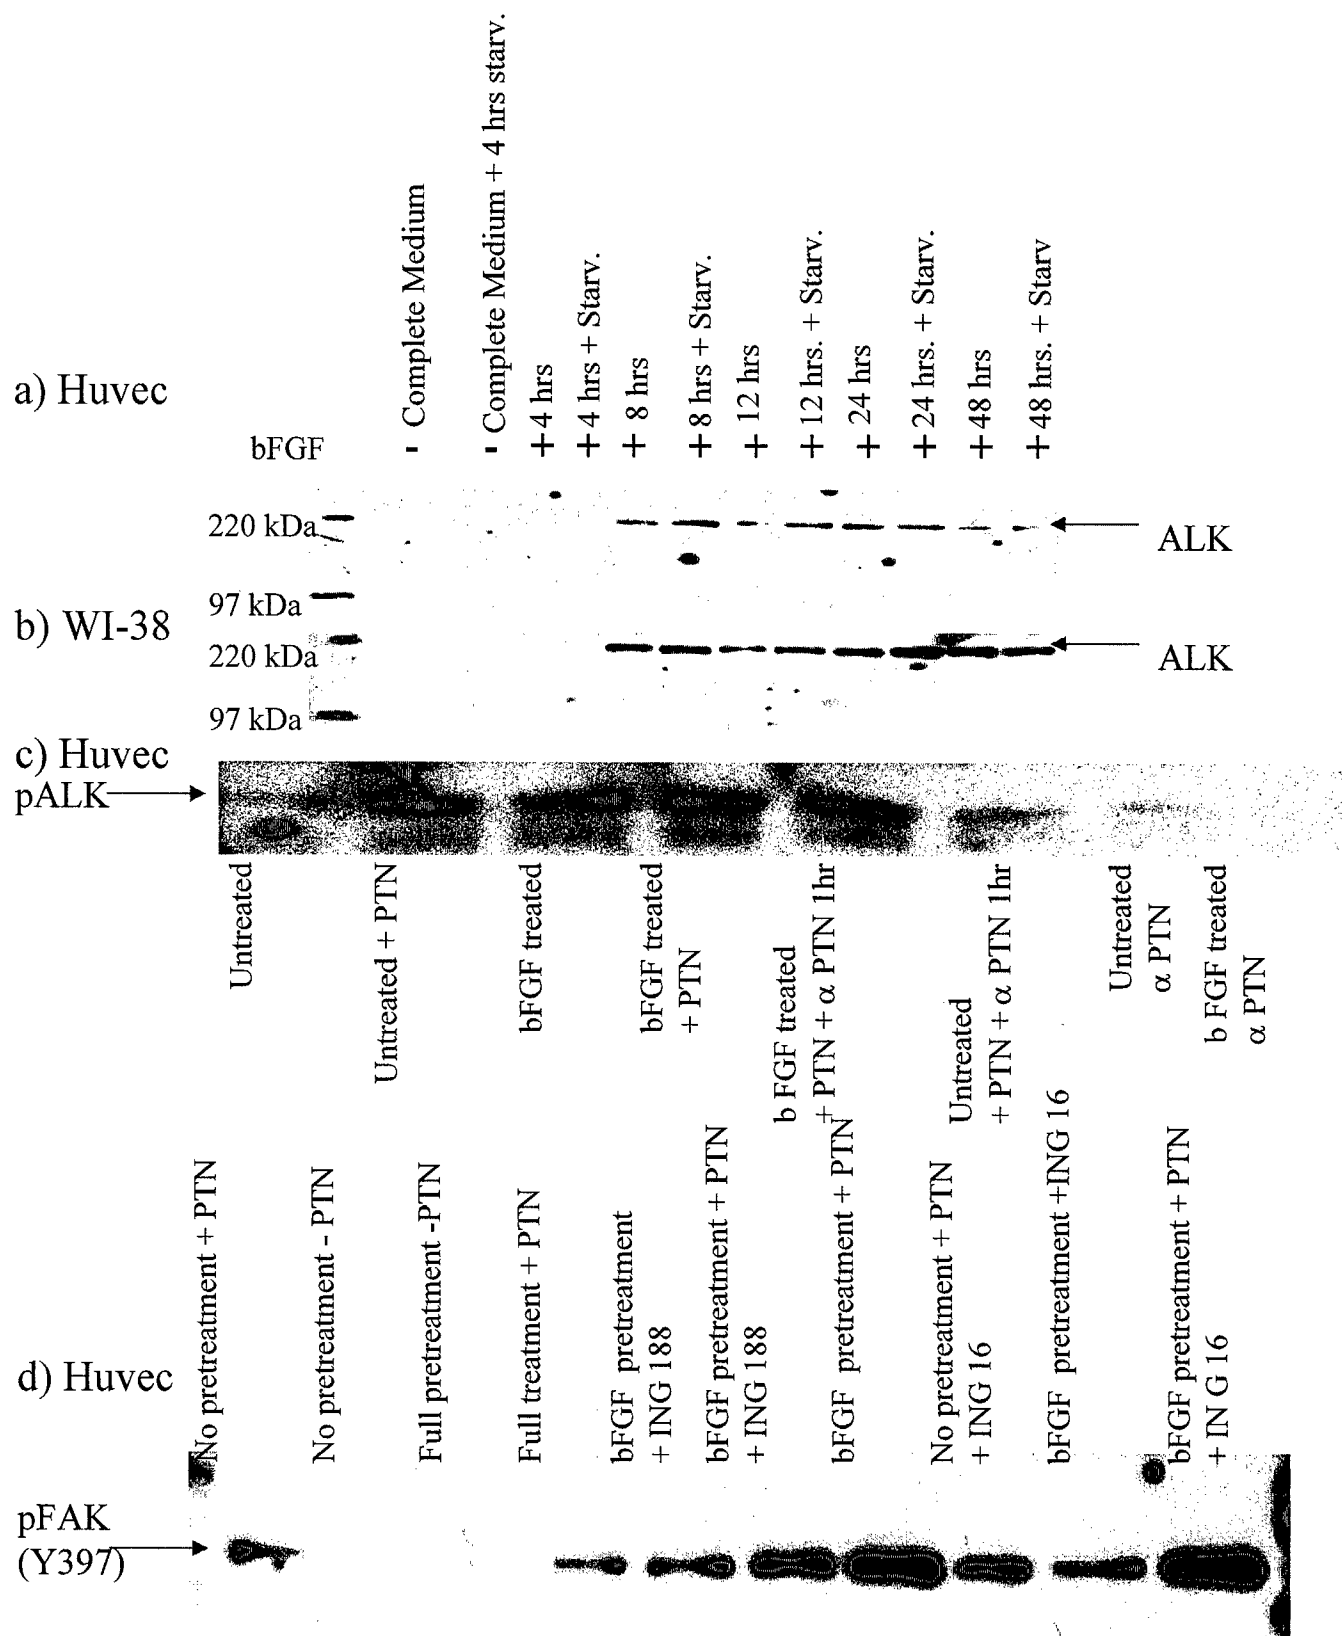 a) Huvec
bFGF
- Complete Medium
- Complete Medium + 4 hrs starv.
+ 4 hrs
+ 4 hrs + Starv.
+ 8 hrs
+ 8 hrs + Starv.
+ 12 hrs
+ 12 hrs. + Starv.
+ 24 hrs
+ 24 hrs. + Starv.
+ 48 hrs
+ 48 hrs. + Starv
220 kDa
ALK
97 kDa
b) WI-38
220 kDa
ALK
97 kDa
c) Huvec
pALK
Untreated
Untreated + PTN
bFGF treated
bFGF treated
+ PTN
b FGF treated
+ PTN + α PTN 1hr
Untreated
+ PTN + α PTN 1hr
Untreated
α PTN
b FGF treated
α PTN
d) Huvec
No pretreatment + PTN
No pretreatment - PTN
Full pretreatment -PTN
Full treatment + PTN
bFGF pretreatment
+ ING 188
bFGF pretreatment + PTN
+ ING 188
bFGF pretreatment + PTN
No pretreatment + PTN
+ ING 16
bFGF pretreatment +ING 16
bFGF pretreatment + PTN
+ IN G 16
pFAK
(Y397)